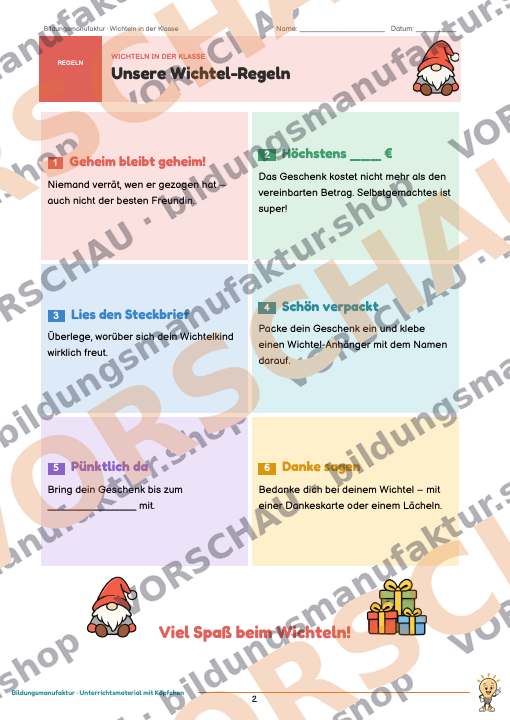 Bildungsmanufaktur · Wichteln in der Klasse
Name: ____________________ Datum: __________
REGELN
WICHTELN IN DER KLASSE
Unsere Wichtel-Regeln
1 Geheim bleibt geheim!
Niemand verrät, wen er gezogen hat –
auch nicht der besten Freundin.
2 Höchstens ____ €
Das Geschenk kostet nicht mehr als den
vereinbarten Betrag. Selbstgemachtes ist
super!
3 Lies den Steckbrief
Überlege, worüber sich dein Wichtelkind
wirklich freut.
4 Schön verpackt
Packe dein Geschenk ein und klebe
einen Wichtel-Anhänger mit dem Namen
darauf.
5 Pünktlich da
Bring dein Geschenk bis zum
________________ mit.
6 Danke sagen
Bedanke dich bei deinem Wichtel – mit
einer Dankeskarte oder einem Lächeln.
Viel Spaß beim Wichteln!
Bildungsmanufaktur · Unterrichtsmaterial mit Köpfchen
2
VORSCHAU · bildungsmanufaktur.shop
VORSCHAU